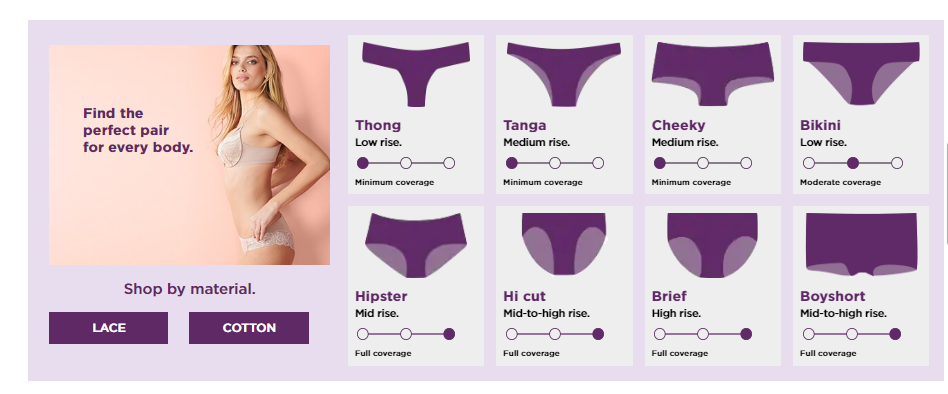 Find the
perfect pair
for every body.
Shop by material.
LACE
COTTON
Thong
Low rise.
Minimum coverage
Tanga
Medium rise.
Minimum coverage
Cheeky
Medium rise.
Minimum coverage
Bikini
Low rise.
Moderate coverage
Hipster
Mid rise.
Full coverage
Hi cut
Mid-to-high rise.
Full coverage
Brief
High rise.
Full coverage
Boyshort
Mid-to-high rise.
Full coverage